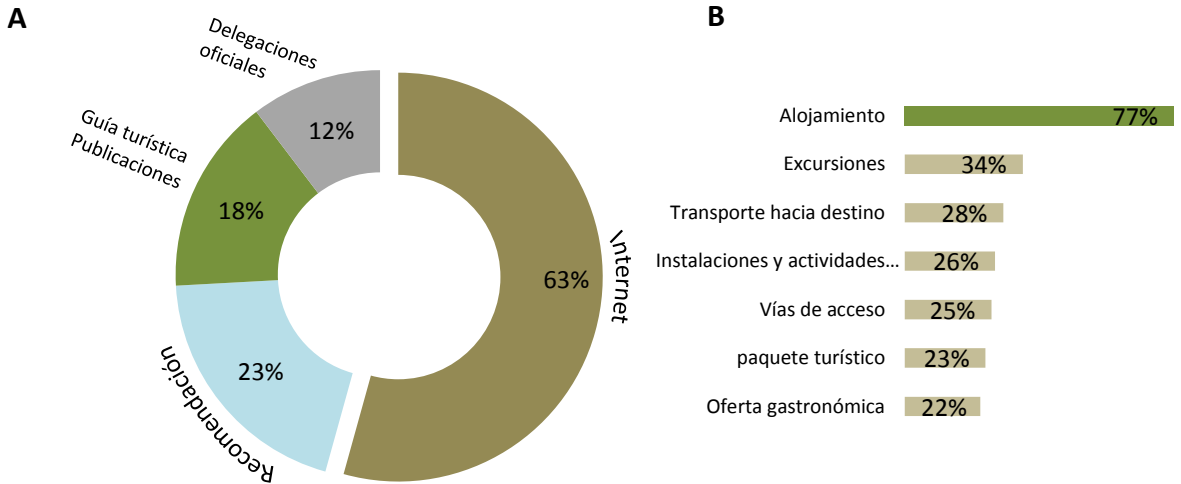 A
Delegaciones
oficiales
12%
Guía turística
Publicaciones
18%
Internet
63%
Recomendación
23%
B
Alojamiento 77%
Excursiones 34%
Transporte hacia destino 28%
Instalaciones y actividades... 26%
Vías de acceso 25%
paquete turístico 23%
Oferta gastronómica 22%